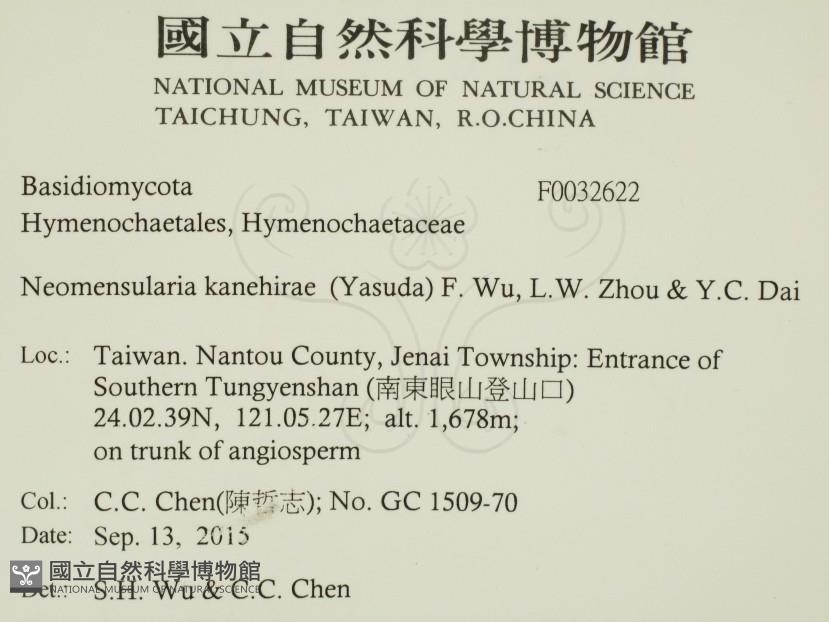 國立自然科學博物館
NATIONAL MUSEUM OF NATURAL SCIENCE
TAICHUNG, TAIWAN, R.O.CHINA
Basidiomycota
F0032622
Hymenochaetales, Hymenochaetaceae
Neomensularia kanehirae (Yasuda) F. Wu, L.W. Zhou & Y.C. Dai
Loc.: Taiwan. Nantou County, Jenai Township: Entrance of
Southern Tungyenshan (南東眼山登山口)
24.02.39N, 121.05.27E; alt. 1,678m;
on trunk of angiosperm
Col.: C.C. Chen(陳哲志); No. GC 1509-70
Date: Sep. 13, 2015
國立自然科學博物館
NATIONAL MUSEUM OF NATURAL SCIENCE
Det.: S.H. Wu & C.C. Chen